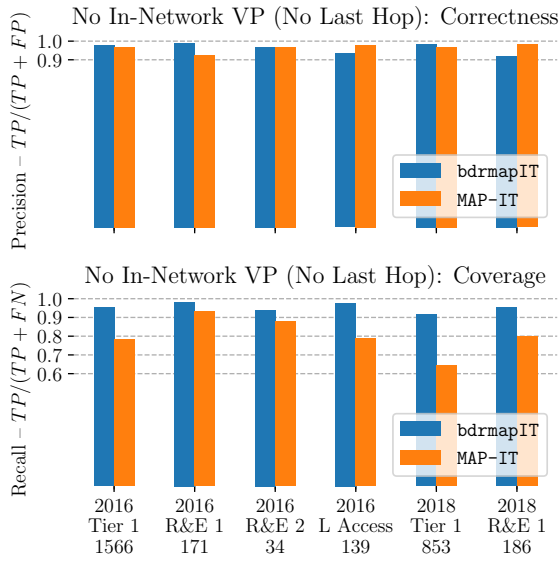 No In-Network VP (No Last Hop): Correctness
Precision – TP/(TP + FP)
1.0
0.9
bdrmapIT
MAP-IT
No In-Network VP (No Last Hop): Coverage
Recall – TP/(TP + FN)
1.0
0.9
0.8
0.7
0.6
bdrmapIT
MAP-IT
2016 2016 2016 2016 2018 2018
Tier 1 R&E 1 R&E 2 L Access Tier 1 R&E 1
1566 171 34 139 853 186